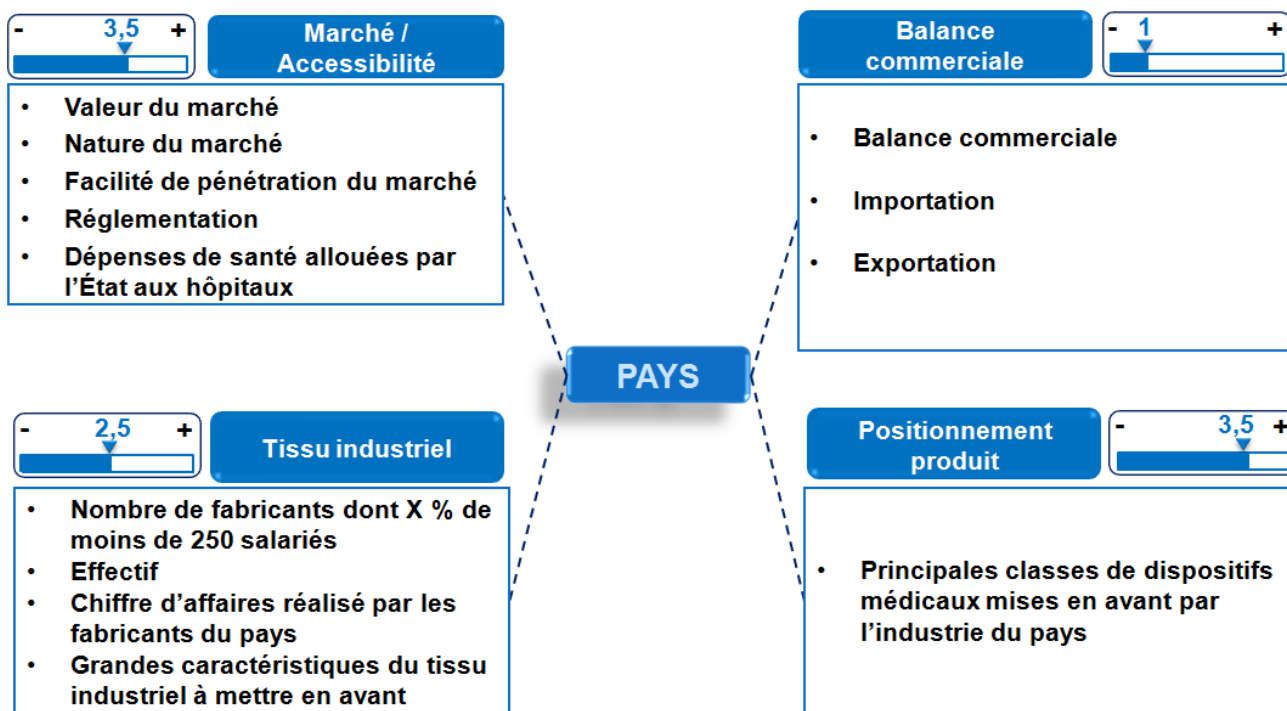 - 3,5 +
Marché /
Accessibilité
• Valeur du marché
• Nature du marché
• Facilité de pénétration du marché
• Réglementation
• Dépenses de santé allouées par
l’État aux hôpitaux
Balance
commerciale
- 1 +
• Balance commerciale
• Importation
• Exportation
PAYS
- 2,5 +
Tissu industriel
• Nombre de fabricants dont X % de
moins de 250 salariés
• Effectif
• Chiffre d’affaires réalisé par les
fabricants du pays
• Grandes caractéristiques du tissu
industriel à mettre en avant
Positionnement
produit
- 3,5 +
• Principales classes de dispositifs
médicaux mises en avant par
l’industrie du pays